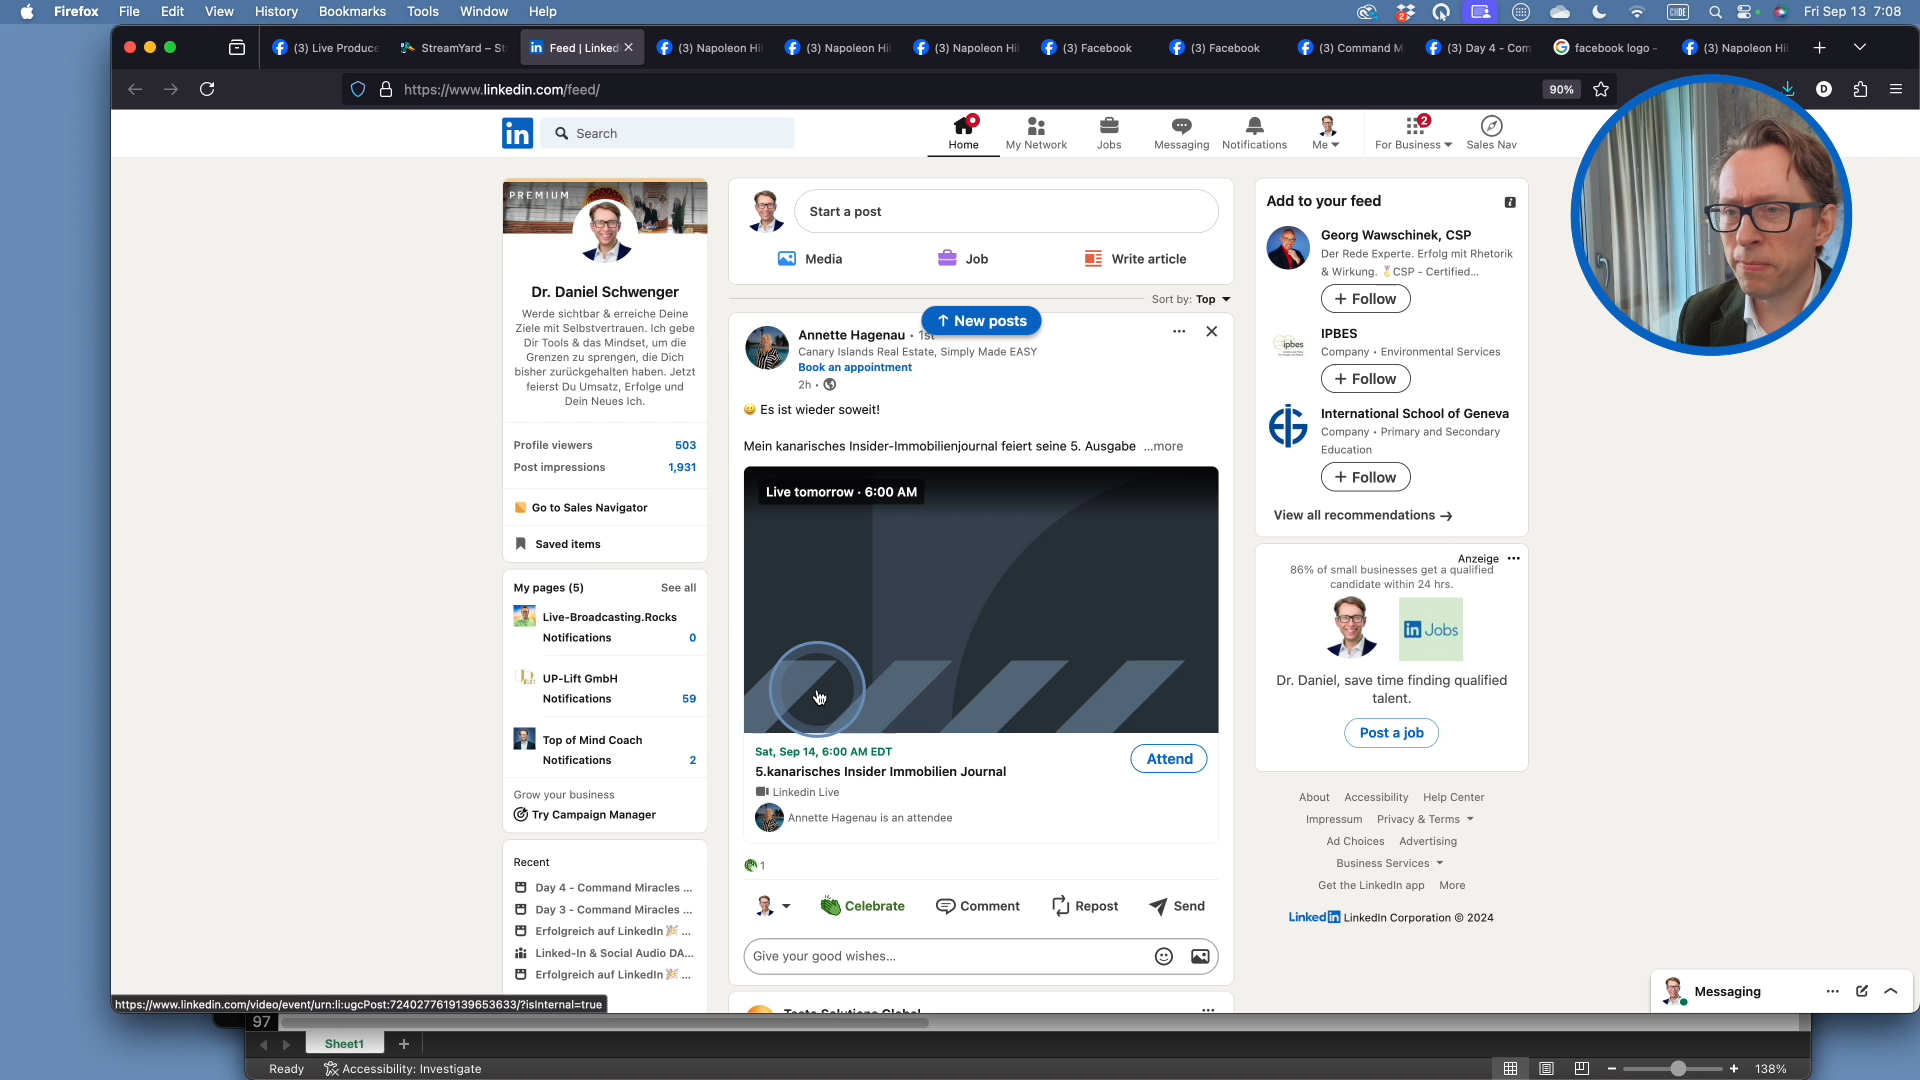 Firefox File Edit View History Bookmarks Tools Window Help Fri Sep 13 7:08
(3) Live Produce StreamYard – St Feed | Linked (3) Napoleon Hi (3) Napoleon Hi (3) Napoleon Hi (3) Facebook (3) Facebook (3) Command M (3) Day 4 - Com facebook logo - (3) Napoleon Hi
https://www.linkedin.com/feed/ 90%
Search
Home My Network Jobs Messaging Notifications Me For Business 2 Sales Nav
PREMIUM
Dr. Daniel Schwenger
Werde sichtbar & erreiche Deine
Ziele mit Selbstvertrauen. Ich gebe
Dir Tools & das Mindset, um die
Grenzen zu sprengen, die Dich
bisher zurückgehalten haben. Jetzt
feierst Du Umsatz, Erfolge und
Dein Neues Ich.
Profile viewers 503
Post impressions 1,931
Go to Sales Navigator
Saved items
My pages (5) See all
Live-Broadcasting.Rocks
Notifications 0
UP-Lift GmbH
Notifications 59
Top of Mind Coach
Notifications 2
Grow your business
Try Campaign Manager
Recent
Day 4 - Command Miracles ...
Day 3 - Command Miracles ...
Erfolgreich auf LinkedIn 🎉 ...
Linked-In & Social Audio DA...
Erfolgreich auf LinkedIn 🎉 ...
Start a post
Media Job Write article
Sort by: Top
↑ New posts
Annette Hagenau • 1st
Canary Islands Real Estate, Simply Made EASY
Book an appointment
2h •
😀 Es ist wieder soweit!
Mein kanarisches Insider-Immobilienjournal feiert seine 5. Ausgabe ...more
Live tomorrow · 6:00 AM
Sat, Sep 14, 6:00 AM EDT
5.kanarisches Insider Immobilien Journal
Linkedin Live
Annette Hagenau is an attendee
Attend
1
Celebrate Comment Repost Send
Give your good wishes...
Add to your feed
Georg Wawschinek, CSP
Der Rede Experte. Erfolg mit Rhetorik
& Wirkung. 🏅CSP - Certified...
+ Follow
IPBES
Company • Environmental Services
+ Follow
International School of Geneva
Company • Primary and Secondary
Education
+ Follow
View all recommendations →
Anzeige
86% of small businesses get a qualified
candidate within 24 hrs.
in Jobs
Dr. Daniel, save time finding qualified
talent.
Post a job
About Accessibility Help Center
Impressum Privacy & Terms
Ad Choices Advertising
Business Services
Get the LinkedIn app More
LinkedIn LinkedIn Corporation © 2024
Messaging
https://www.linkedin.com/video/event/urn:li:ugcPost:7240277619139653633/?isInternal=true
97
Sheet1
Ready Accessibility: Investigate 138%